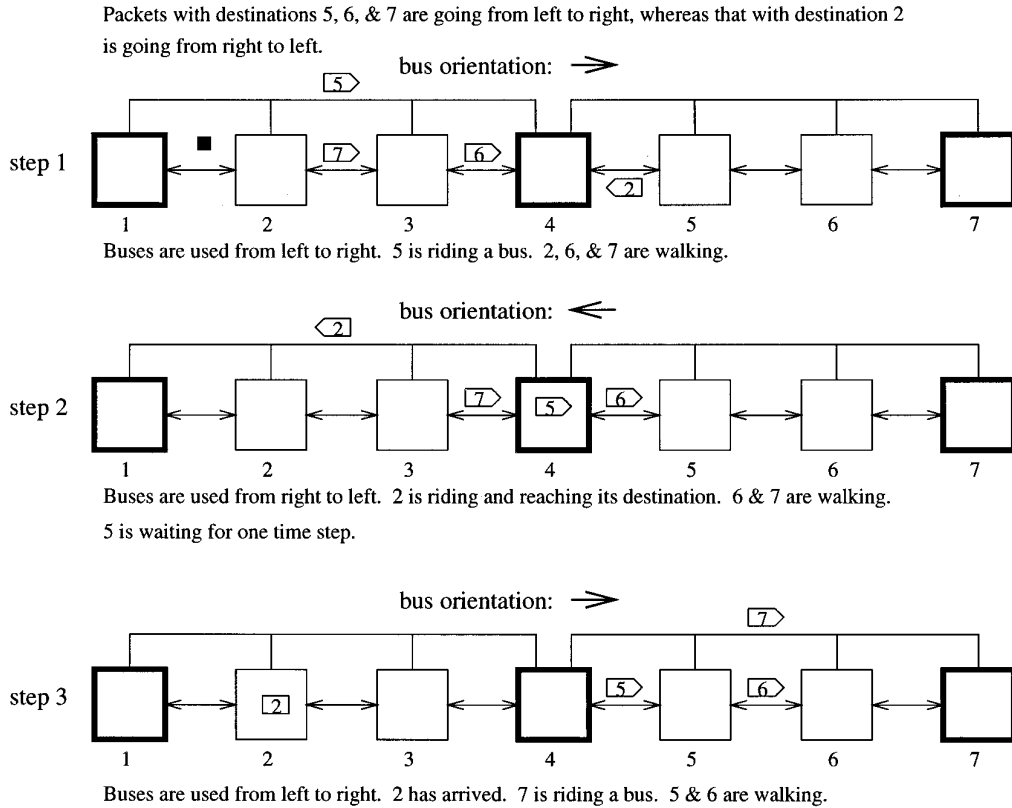 Packets with destinations 5, 6, & 7 are going from left to right, whereas that with destination 2
is going from right to left.
bus orientation:
5
step 1
7
6
2
1 2 3 4 5 6 7
Buses are used from left to right. 5 is riding a bus. 2, 6, & 7 are walking.
bus orientation:
2
step 2
7
5
6
1 2 3 4 5 6 7
Buses are used from right to left. 2 is riding and reaching its destination. 6 & 7 are walking.
5 is waiting for one time step.
bus orientation:
7
step 3
2
5
6
1 2 3 4 5 6 7
Buses are used from left to right. 2 has arrived. 7 is riding a bus. 5 & 6 are walking.